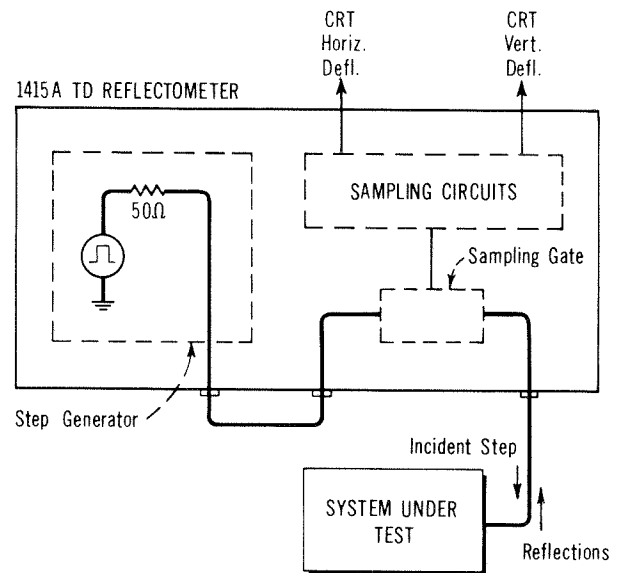 CRT
Horiz.
Defl.
CRT
Vert.
Defl.
1415A TD REFLECTOMETER
50Ω
SAMPLING CIRCUITS
Sampling Gate
Step Generator
Incident Step
SYSTEM UNDER
TEST
Reflections